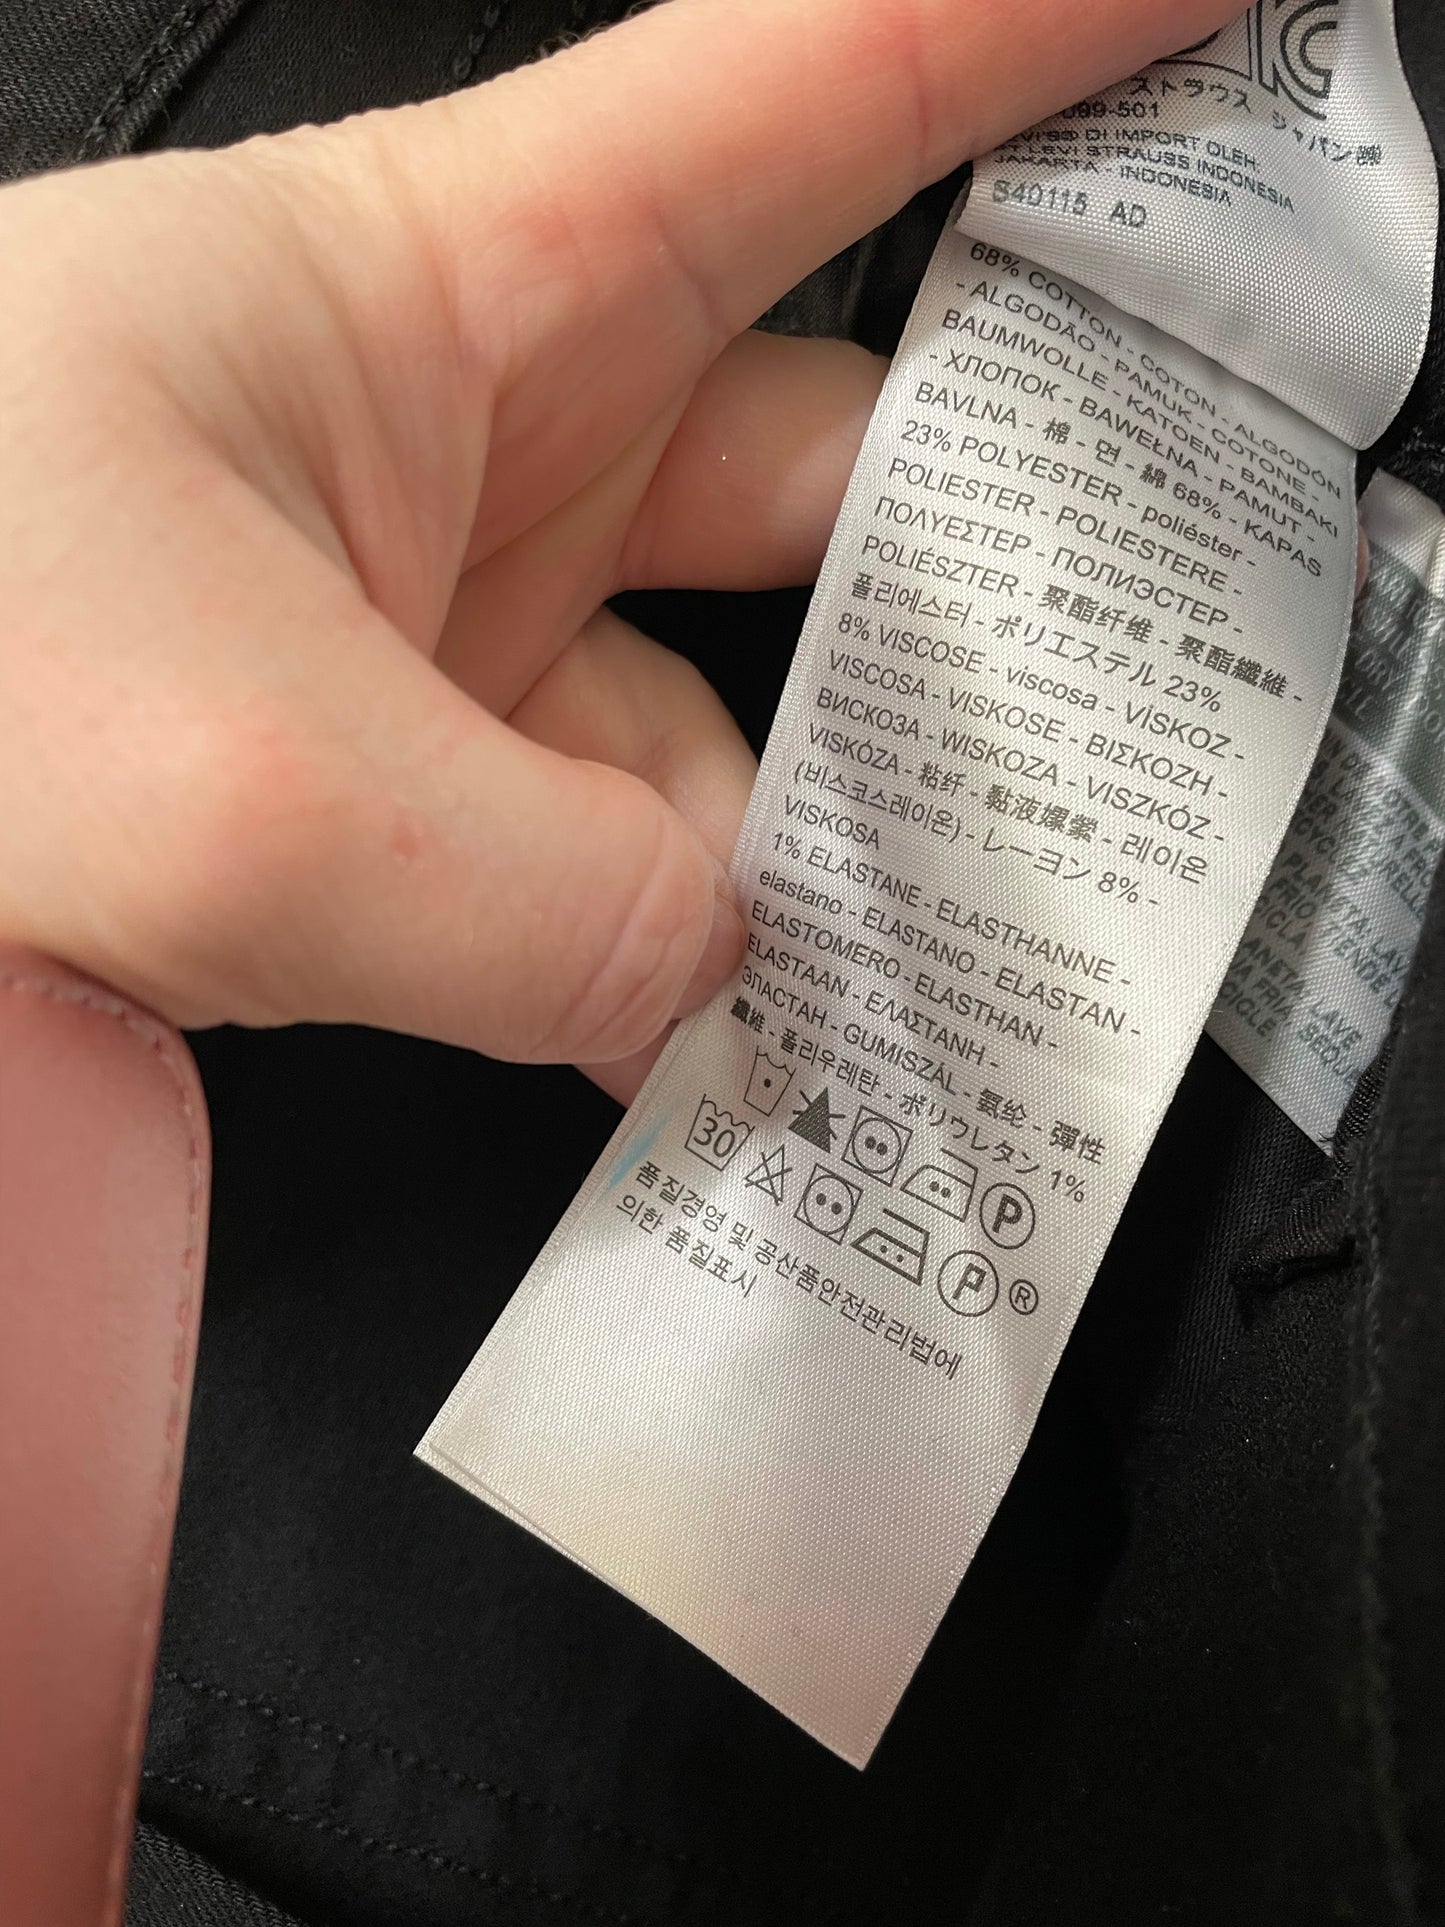 ストラウス ジャパン
099-501
DI IMPORT OLEH
LEVI STRAUSS INDONESIA
JAKARTA - INDONESIA
S40115 AD
68% COTTON - COTON - ALGODÓN
- ALGODÃO - PAMUK - COTONE - BAMBAKI
BAUMWOLLE - KATOEN - BAMBAKI
- ХЛОПОК - BAWEŁNA - PAMUT -
BAVLNA - 棉 - 면 - 綿 68% - KAPAS
23% POLYESTER - poliéster -
POLIESTER - POLIESTERE -
ΠΟΛΥΕΣΤΕΡ - ПОЛИЭСТЕР -
POLIÉSZTER - 聚酯纤维 - 聚酯纖維 -
폴리에스터 - ポリエステル 23%
8% VISCOSE - viscosa - VİSKOZ -
VISCOSA - VISKOSE - ΒΙΣΚΟΖΗ -
ВИСКОЗА - WISKOZA - VISZKÓZ -
VISKÓZA - 粘纤 - 黏液嫘縈 - 레이온
(비스코스레이온) - レーヨン 8% -
VISKOSA
1% ELASTANE - ELASTHANNE -
elastano - ELASTANO - ELASTAN -
ELASTOMERO - ELASTHAN -
ELASTAAN - ΕΛΑΣΤΑΝΗ -
ЭЛАСТАН - GUMISZÁL - 氨纶 - 彈性
纖維 - 폴리우레탄 - ポリウレタン 1%
P
30
P ®
품질경영 및 공산품안전관리법에
의한 품질표시